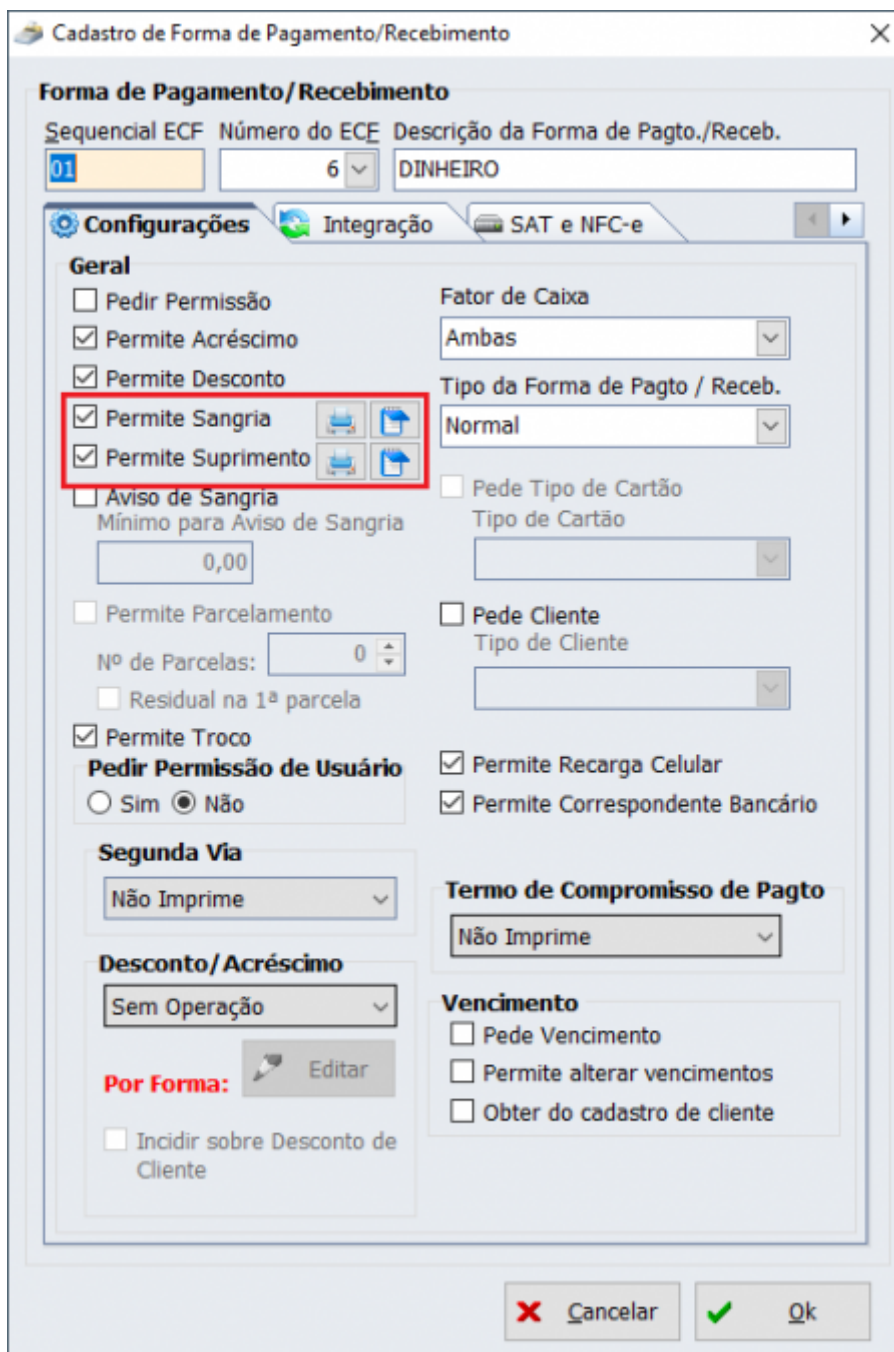 Cadastro de Forma de Pagamento/Recebimento
Forma de Pagamento/Recebimento
Sequencial ECF Número do ECF Descrição da Forma de Pagto./Receb.
01 6 DINHEIRO
Configurações Integração SAT e NFC-e
Geral
Pedir Permissão
Permite Acréscimo
Permite Desconto
Permite Sangria
Permite Suprimento
Aviso de Sangria
Mínimo para Aviso de Sangria
0,00
Permite Parcelamento
Nº de Parcelas: 0
Residual na 1ª parcela
Permite Troco
Pedir Permissão de Usuário
Sim Não
Segunda Via
Não Imprime
Desconto/Acréscimo
Sem Operação
Por Forma: Editar
Incidir sobre Desconto de
Cliente
Fator de Caixa
Ambas
Tipo da Forma de Pagto / Receb.
Normal
Pede Tipo de Cartão
Tipo de Cartão
Pede Cliente
Tipo de Cliente
Permite Recarga Celular
Permite Correspondente Bancário
Termo de Compromisso de Pagto
Não Imprime
Vencimento
Pede Vencimento
Permite alterar vencimentos
Obter do cadastro de cliente
Cancelar Ok